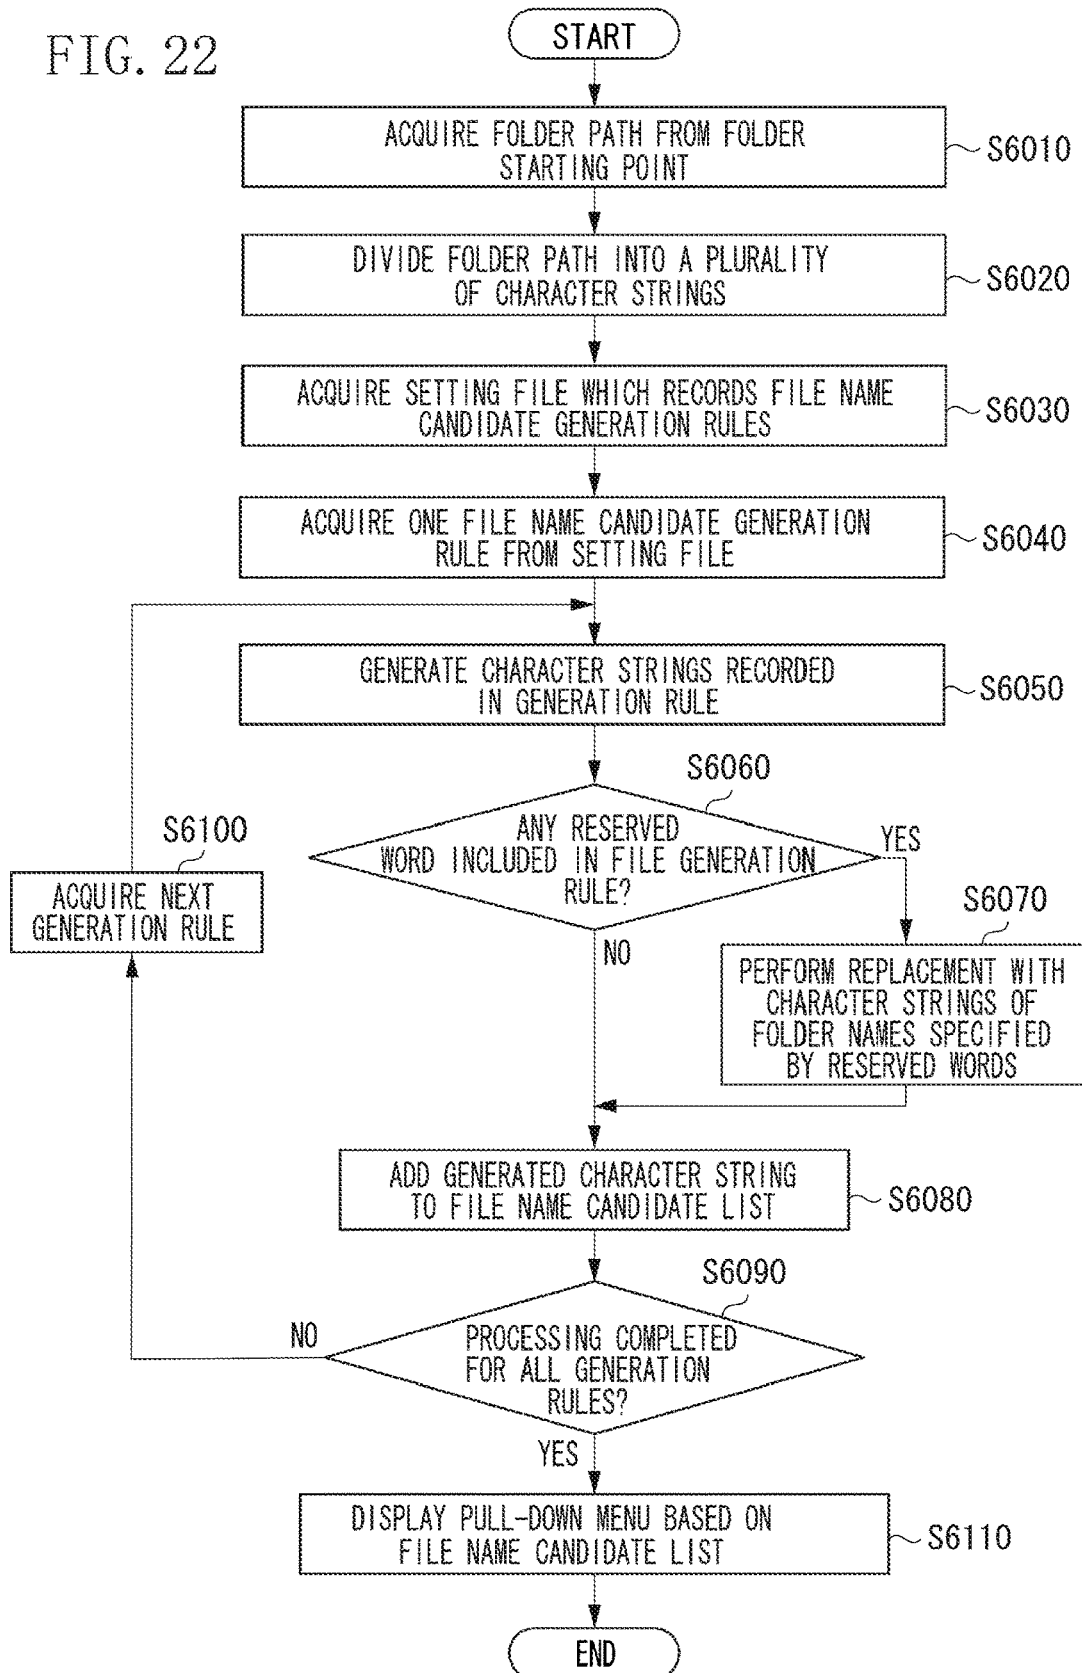 FIG. 22
START
ACQUIRE FOLDER PATH FROM FOLDER
STARTING POINT
S6010
DIVIDE FOLDER PATH INTO A PLURALITY
OF CHARACTER STRINGS
S6020
ACQUIRE SETTING FILE WHICH RECORDS FILE NAME
CANDIDATE GENERATION RULES
S6030
ACQUIRE ONE FILE NAME CANDIDATE GENERATION
RULE FROM SETTING FILE
S6040
GENERATE CHARACTER STRINGS RECORDED
IN GENERATION RULE
S6050
S6060
ANY RESERVED
WORD INCLUDED IN FILE GENERATION
RULE?
YES
NO
S6100
ACQUIRE NEXT
GENERATION RULE
S6070
PERFORM REPLACEMENT WITH
CHARACTER STRINGS OF
FOLDER NAMES SPECIFIED
BY RESERVED WORDS
ADD GENERATED CHARACTER STRING
TO FILE NAME CANDIDATE LIST
S6080
S6090
PROCESSING COMPLETED
FOR ALL GENERATION
RULES?
NO
YES
DISPLAY PULL-DOWN MENU BASED ON
FILE NAME CANDIDATE LIST
S6110
END